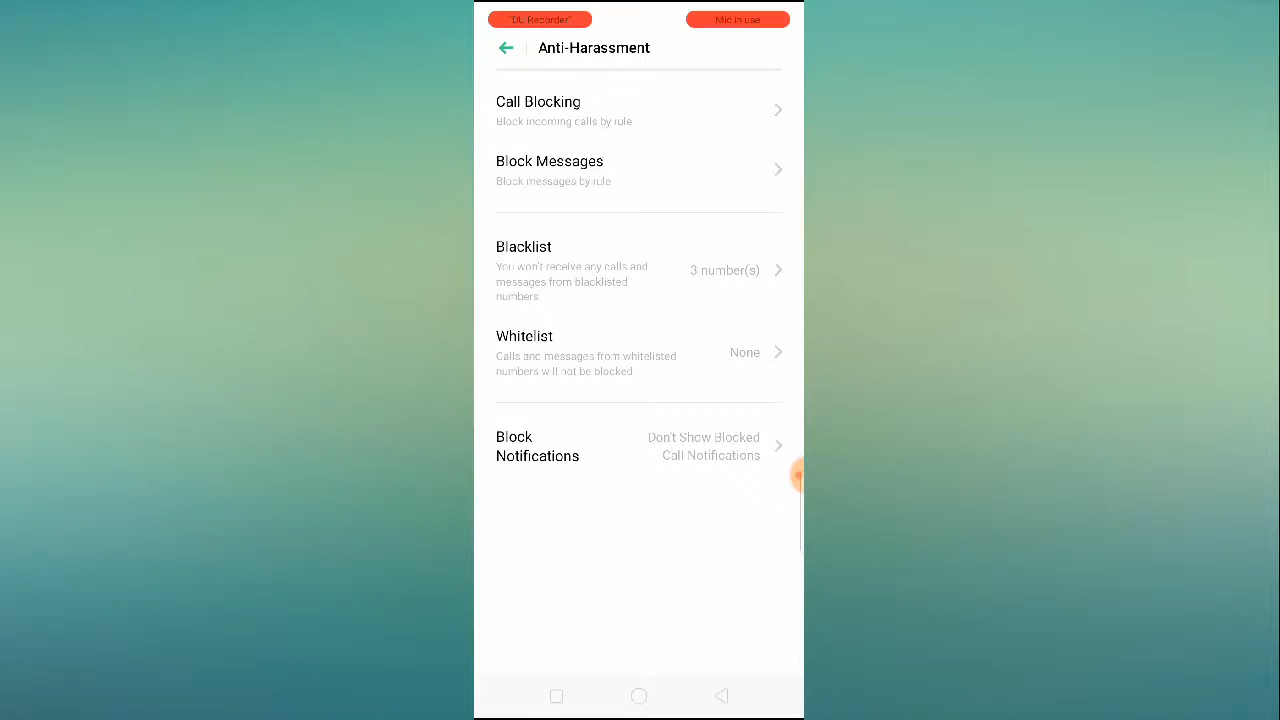 "DU Recorder"
Mic in use
Anti-Harassment
Call Blocking
Block incoming calls by rule
Block Messages
Block messages by rule
Blacklist
You won't receive any calls and
messages from blacklisted
numbers
3 number(s)
Whitelist
Calls and messages from whitelisted
numbers will not be blocked
None
Block
Notifications
Don't Show Blocked
Call Notifications